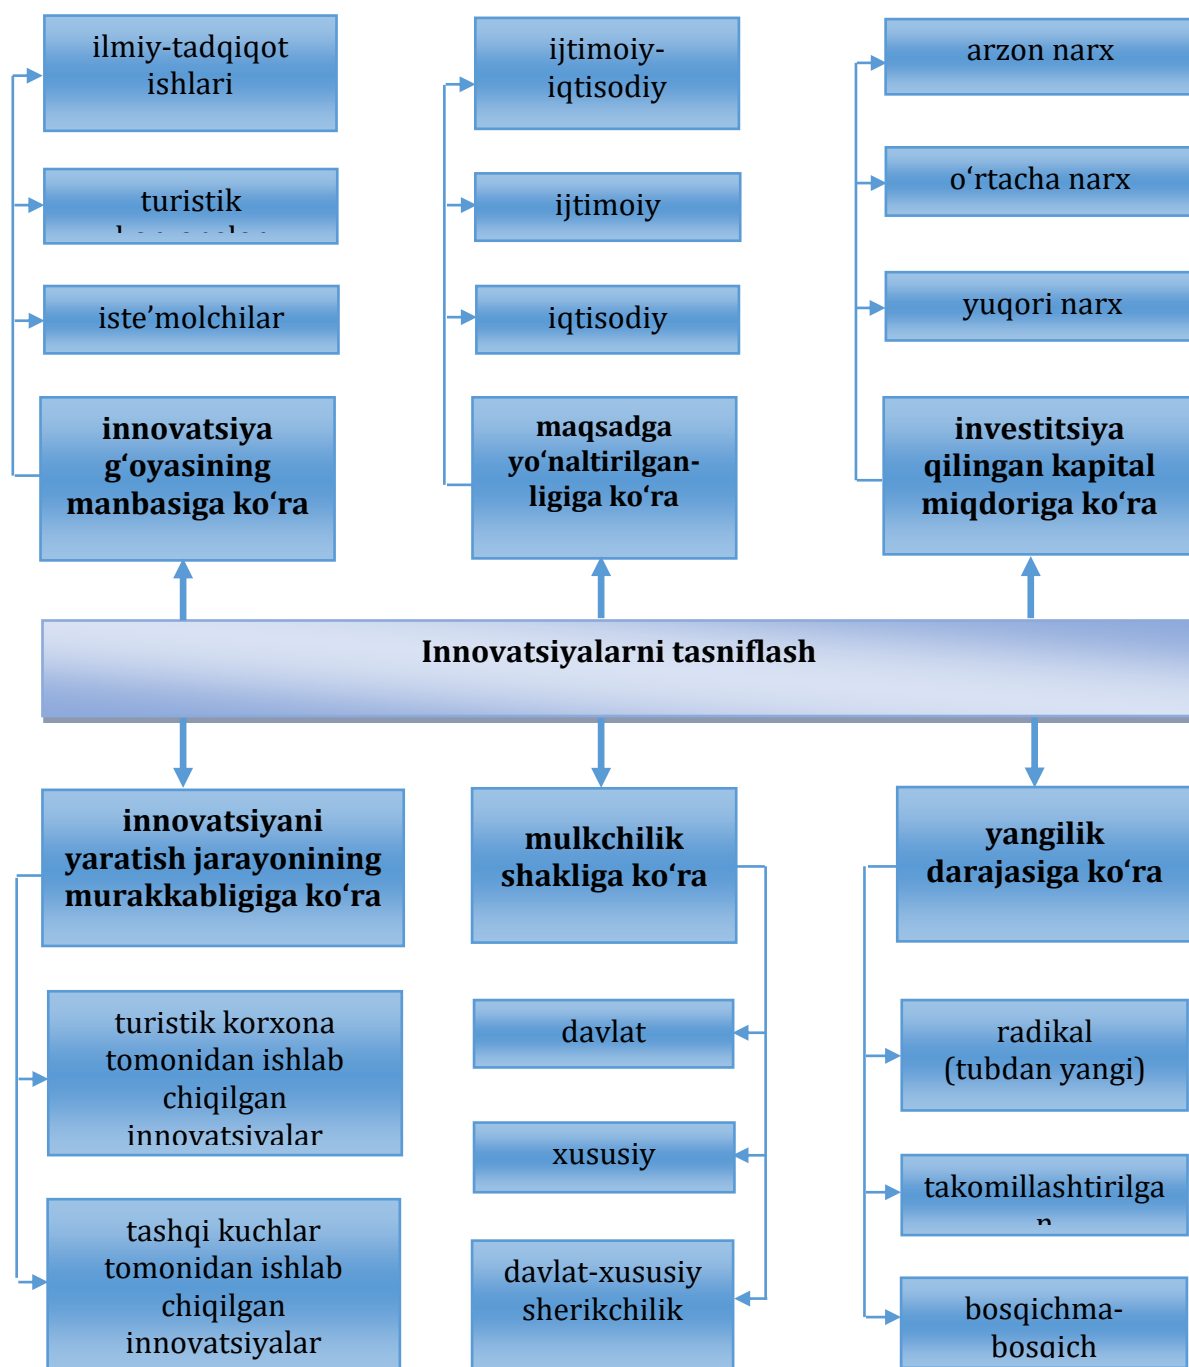 ilmiy-tadqiqot
ishlari
turistik
iste’molchilar
innovatsiya
g‘oyasining
manbasiga ko‘ra
ijtimoiy-
iqtisodiy
ijtimoiy
iqtisodiy
maqsadga
yo‘naltirilgan-
ligiga ko‘ra
arzon narx
o‘rtacha narx
yuqori narx
investitsiya
qilingan kapital
miqdoriga ko‘ra
Innovatsiyalarni tasniflash
innovatsiyani
yaratish jarayonining
murakkabligiga ko‘ra
turistik korxona
tomonidan ishlab
chiqilgan
innovatsiyalar
tashqi kuchlar
tomonidan ishlab
chiqilgan
innovatsiyalar
mulkchilik
shakliga ko‘ra
davlat
xususiy
davlat-xususiy
sherikchilik
yangilik
darajasiga ko‘ra
radikal
(tubdan yangi)
takomillashtirilga
n
bosqichma-
bosqich